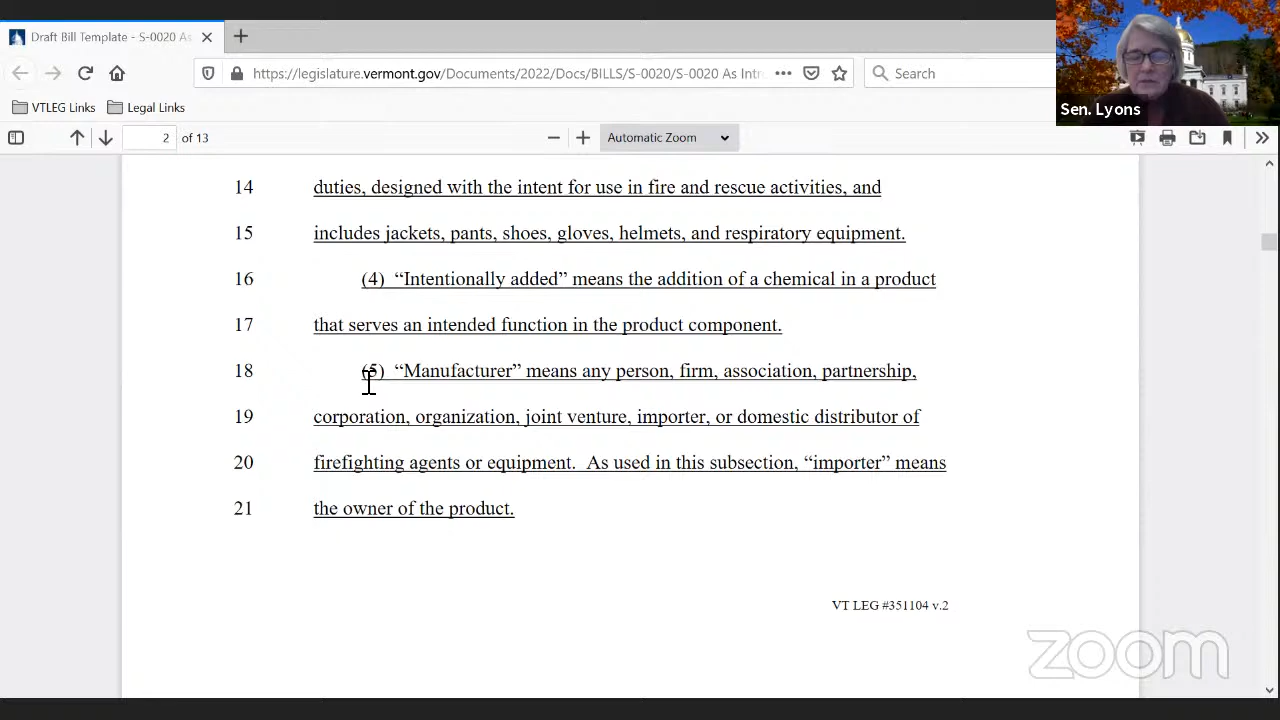 Draft Bill Template - S-0020 As
https://legislature.vermont.gov/Documents/2022/Docs/BILLS/S-0020/S-0020 As Intr
Search
VTLEG Links
Legal Links
Sen. Lyons
2 of 13
Automatic Zoom
14 duties, designed with the intent for use in fire and rescue activities, and
15 includes jackets, pants, shoes, gloves, helmets, and respiratory equipment.
16 (4) “Intentionally added” means the addition of a chemical in a product
17 that serves an intended function in the product component.
18 (5) “Manufacturer” means any person, firm, association, partnership,
19 corporation, organization, joint venture, importer, or domestic distributor of
20 firefighting agents or equipment. As used in this subsection, “importer” means
21 the owner of the product.
VT LEG #351104 v.2
zoom